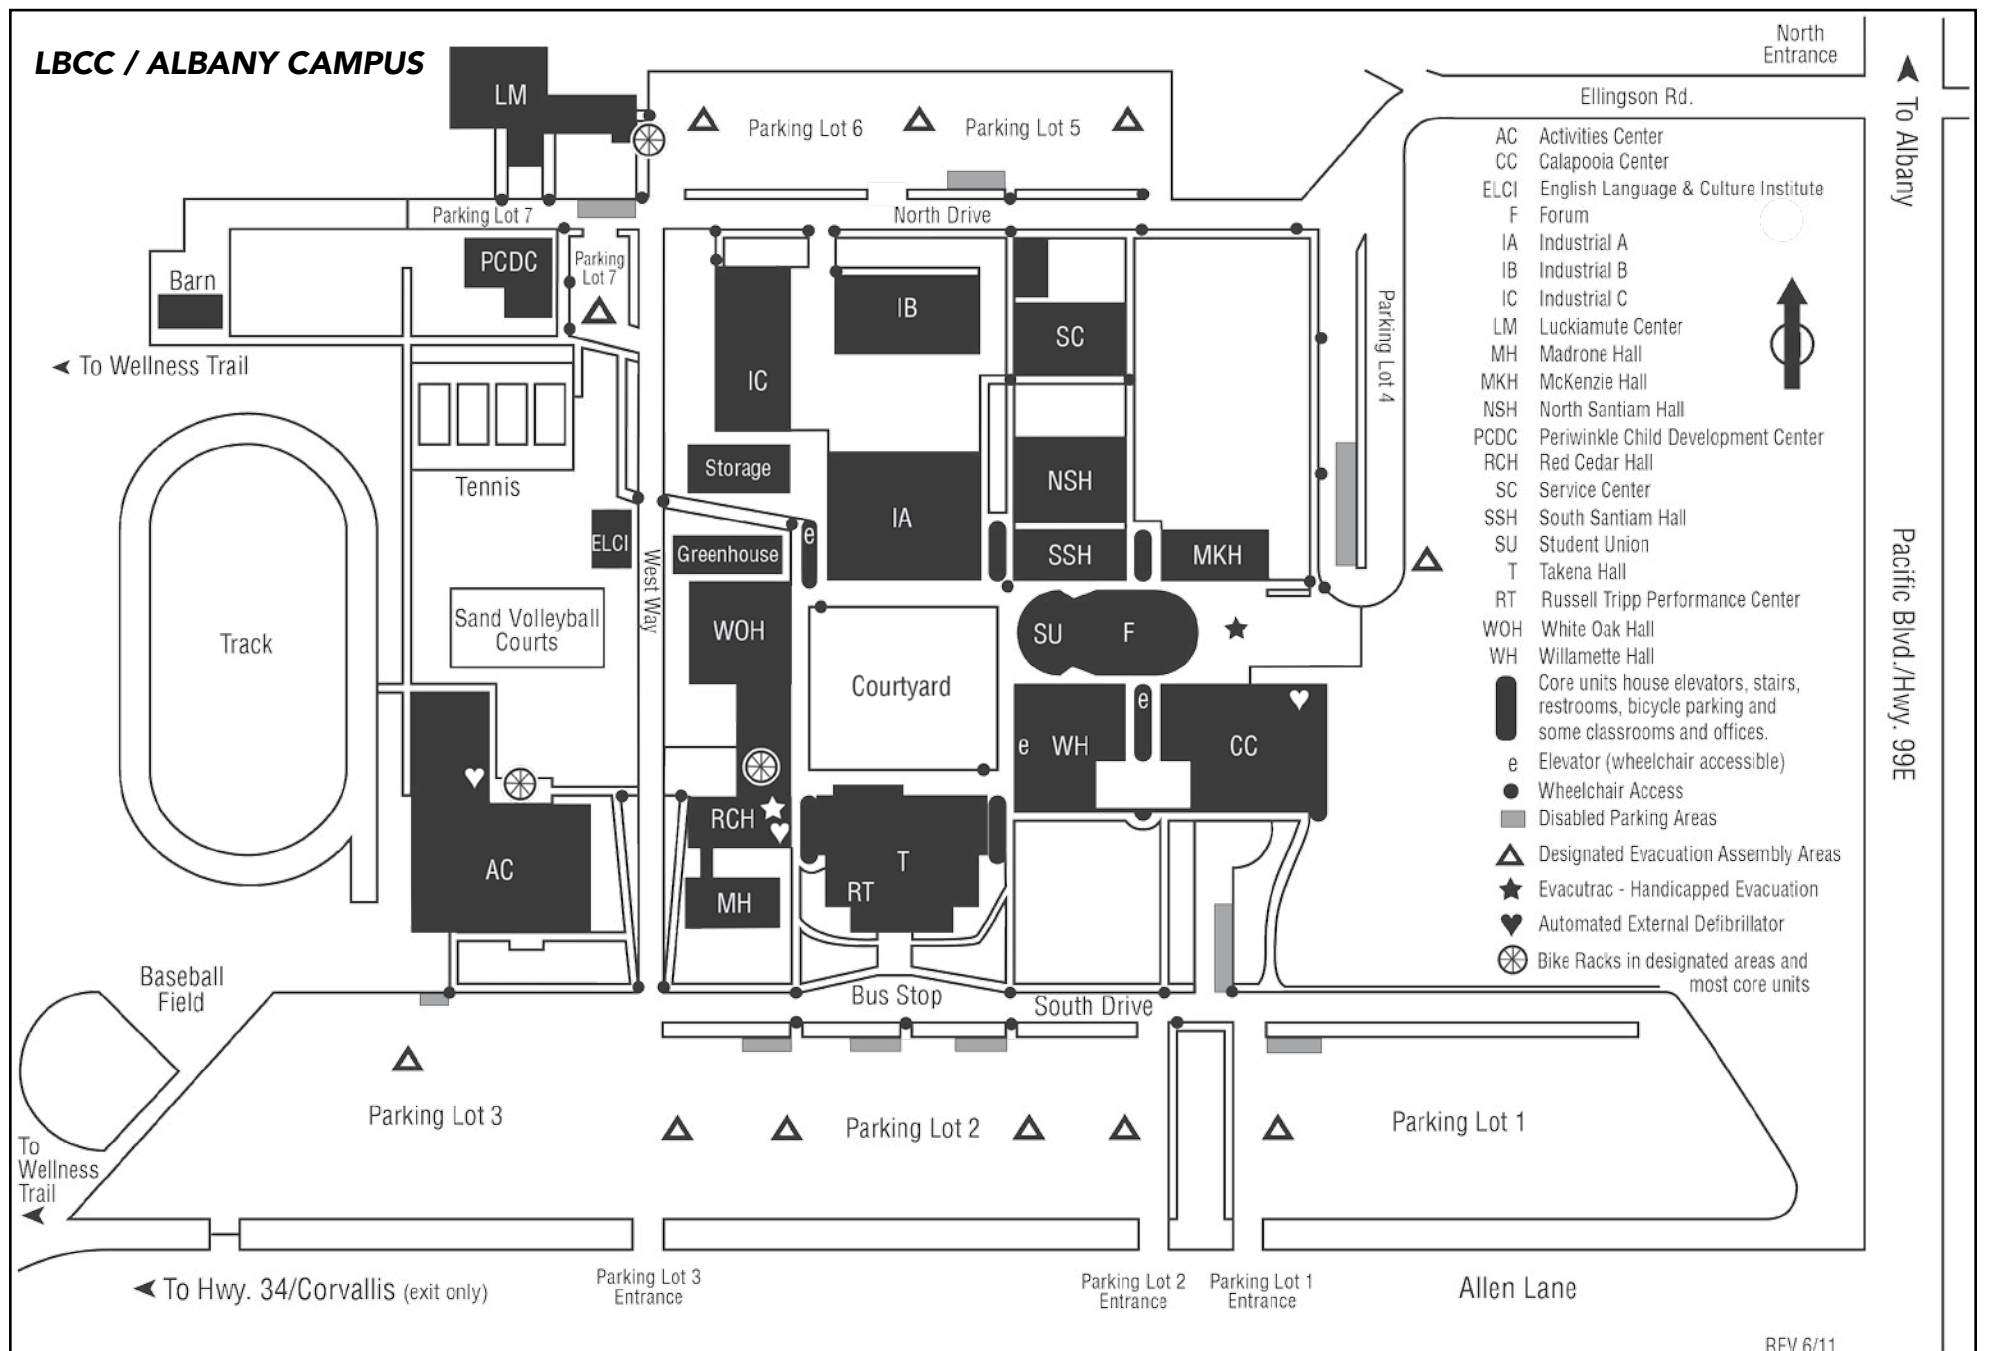 LBCC / ALBANY CAMPUS
North
Entrance
Ellingson Rd.
To Albany
Pacific Blvd./Hwy. 99E
LM
Parking Lot 6
Parking Lot 5
Parking Lot 7
North Drive
Barn
PCDC
Parking
Lot 7
To Wellness Trail
IC
IB
SC
Parking Lot 4
Tennis
Storage
IA
NSH
e
ELCI
Greenhouse
SSH
MKH
West Way
Track
Sand Volleyball
Courts
WOH
Courtyard
SU
F
e
e
WH
CC
RCH
AC
MH
T
RT
Baseball
Field
Bus Stop
South Drive
Parking Lot 3
Parking Lot 2
Parking Lot 1
To
Wellness
Trail
To Hwy. 34/Corvallis (exit only)
Parking Lot 3
Entrance
Parking Lot 2
Entrance
Parking Lot 1
Entrance
Allen Lane
AC Activities Center
CC Calapooia Center
ELCI English Language & Culture Institute
F Forum
IA Industrial A
IB Industrial B
IC Industrial C
LM Luckiamute Center
MH Madrone Hall
MKH McKenzie Hall
NSH North Santiam Hall
PCDC Periwinkle Child Development Center
RCH Red Cedar Hall
SC Service Center
SSH South Santiam Hall
SU Student Union
T Takena Hall
RT Russell Tripp Performance Center
WOH White Oak Hall
WH Willamette Hall
Core units house elevators, stairs,
restrooms, bicycle parking and
some classrooms and offices.
e Elevator (wheelchair accessible)
Wheelchair Access
Disabled Parking Areas
Designated Evacuation Assembly Areas
Evacutrac - Handicapped Evacuation
Automated External Defibrillator
Bike Racks in designated areas and
most core units
REV 6/11